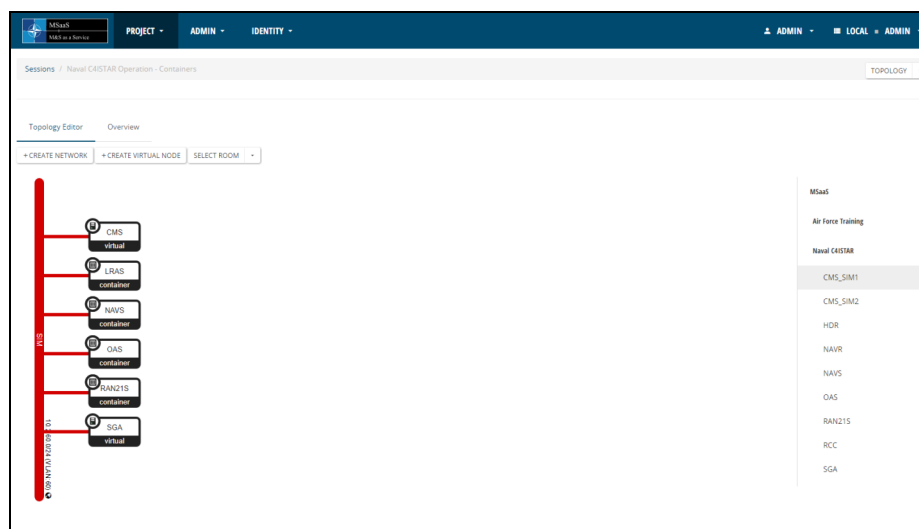 MSaaS
M&S as a Service
PROJECT
ADMIN
IDENTITY
ADMIN
LOCAL
ADMIN
Sessions / Naval C4ISTAR Operation - Containers
TOPOLOGY
Topology Editor
Overview
+CREATE NETWORK
+CREATE VIRTUAL NODE
SELECT ROOM
SIM
CMS
virtual
LRAS
container
NAVS
container
OAS
container
RAN21S
container
SGA
virtual
(VLAN 60)
MSaaS
Air Force Training
Naval C4ISTAR
CMS_SIM1
CMS_SIM2
HDR
NAVR
NAVS
OAS
RAN21S
RCC
SGA